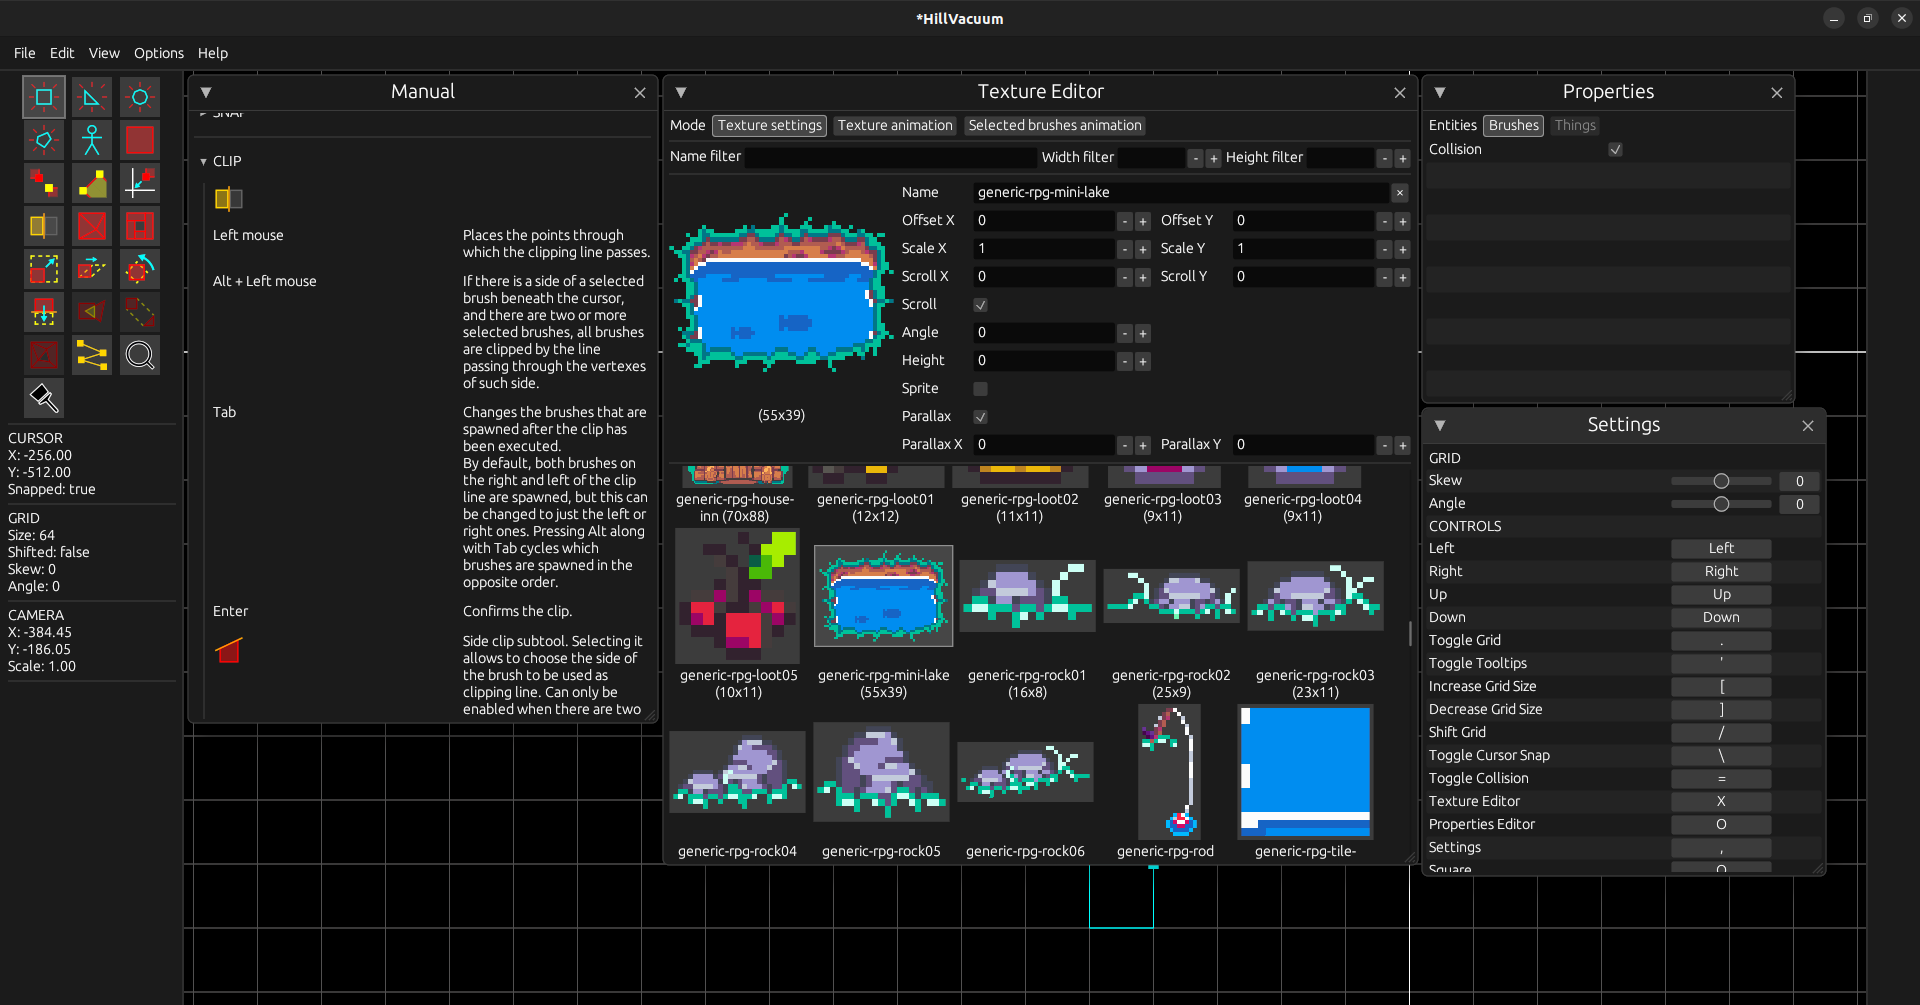 *HillVacuum
File Edit View Options Help
CURSOR
X: -256.00
Y: -512.00
Snapped: true
GRID
Size: 64
Shifted: false
Skew: 0
Angle: 0
CAMERA
X: -384.45
Y: -186.05
Scale: 1.00
Manual
SNAP
CLIP
Left mouse
Places the points through
which the clipping line passes.
Alt + Left mouse
If there is a side of a selected
brush beneath the cursor,
and there are two or more
selected brushes, all brushes
are clipped by the line
passing through the vertexes
of such side.
Tab
Changes the brushes that are
spawned after the clip has
been executed.
By default, both brushes on
the right and left of the clip
line are spawned, but this can
be changed to just the left or
right ones. Pressing Alt along
with Tab cycles which
brushes are spawned in the
opposite order.
Enter
Confirms the clip.
Side clip subtool. Selecting it
allows to choose the side of
the brush to be used as
clipping line. Can only be
enabled when there are two
Texture Editor
Mode Texture settings Texture animation Selected brushes animation
Name filter Width filter - + Height filter - +
Name generic-rpg-mini-lake
Offset X 0 - + Offset Y 0 - +
Scale X 1 - + Scale Y 1 - +
Scroll X 0 - + Scroll Y 0 - +
Scroll
Angle 0 - +
Height 0 - +
Sprite
(55x39)
Parallax
Parallax X 0 - + Parallax Y 0 - +
generic-rpg-house-
inn (70x88)
generic-rpg-loot01
(12x12)
generic-rpg-loot02
(11x11)
generic-rpg-loot03
(9x11)
generic-rpg-loot04
(9x11)
generic-rpg-loot05
(10x11)
generic-rpg-mini-lake
(55x39)
generic-rpg-rock01
(16x8)
generic-rpg-rock02
(25x9)
generic-rpg-rock03
(23x11)
generic-rpg-rock04
generic-rpg-rock05
generic-rpg-rock06
generic-rpg-rod
generic-rpg-tile-
Properties
Entities Brushes Things
Collision
Settings
GRID
Skew 0
Angle 0
CONTROLS
Left Left
Right Right
Up Up
Down Down
Toggle Grid .
Toggle Tooltips '
Increase Grid Size [
Decrease Grid Size ]
Shift Grid /
Toggle Cursor Snap \
Toggle Collision =
Texture Editor X
Properties Editor O
Settings ,
Square Q